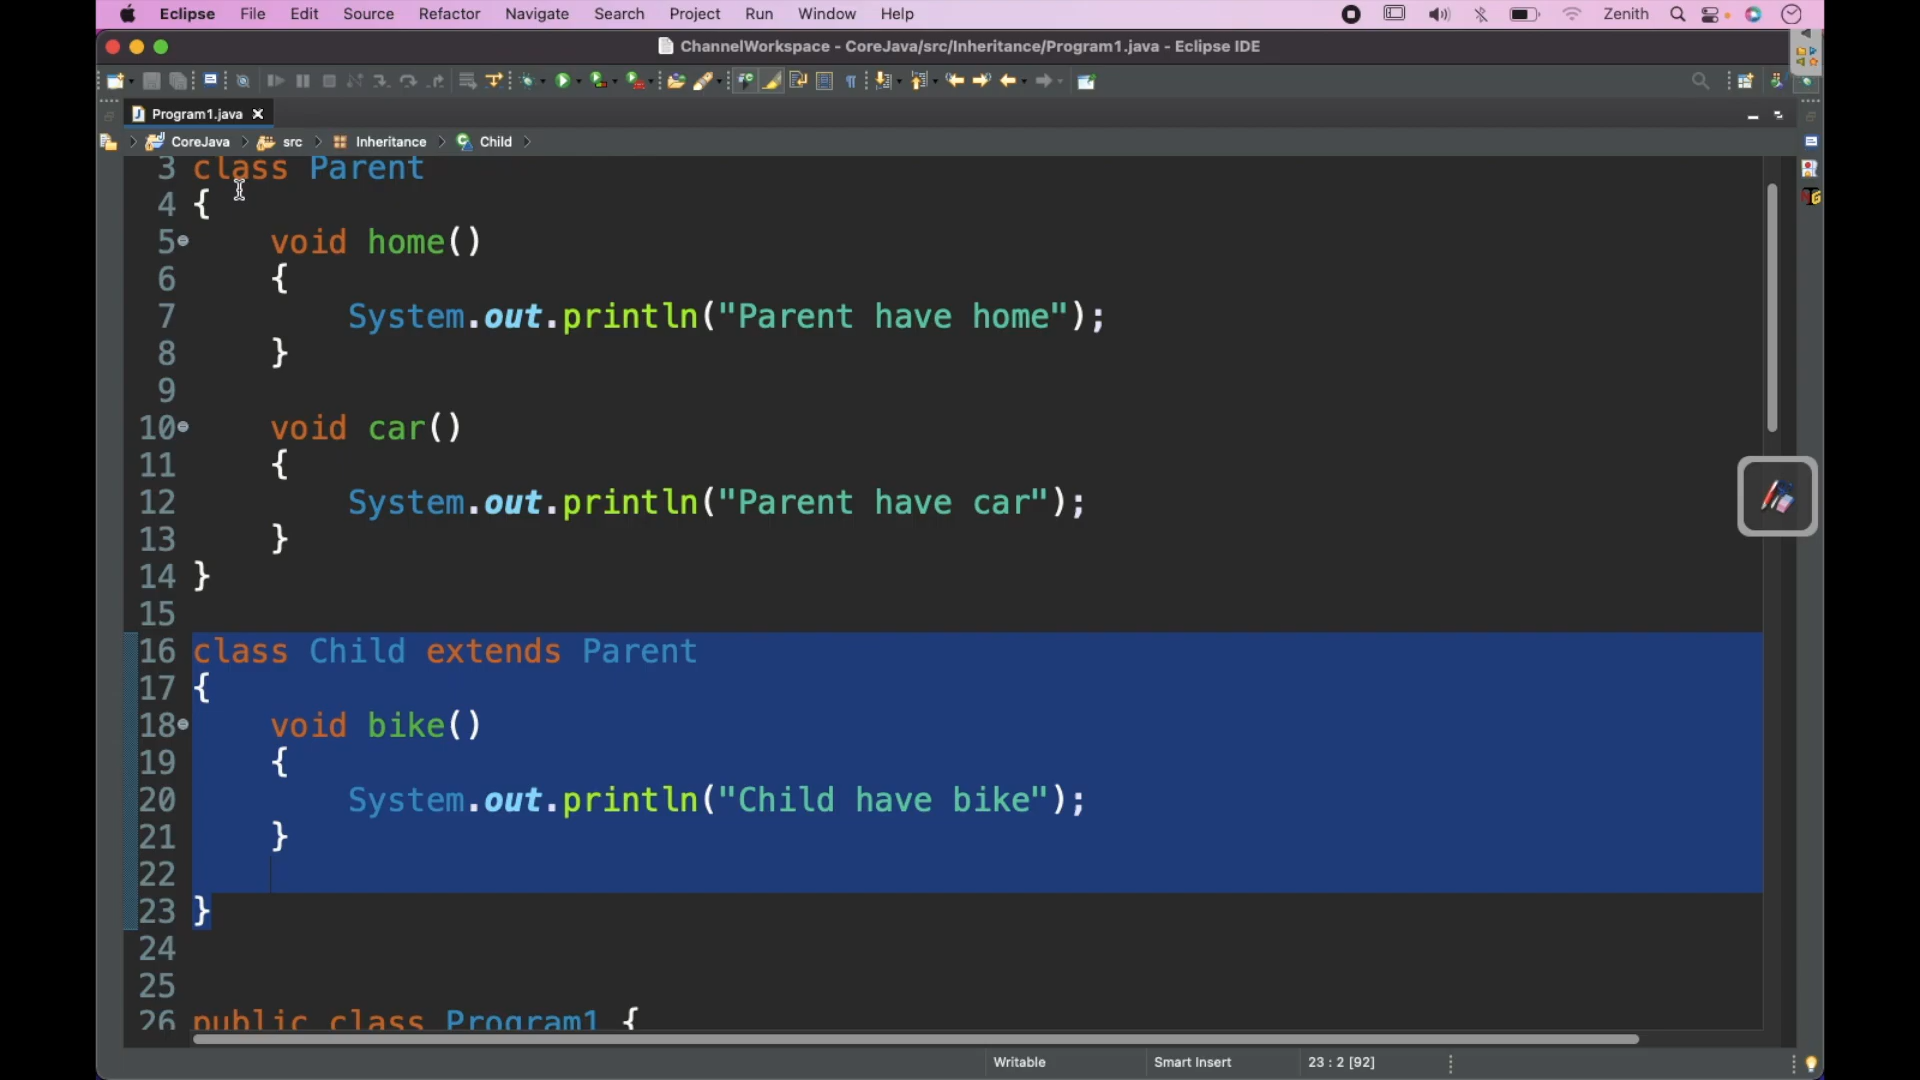 Eclipse File Edit Source Refactor Navigate Search Project Run Window Help Zenith
ChannelWorkspace - CoreJava/src/Inheritance/Program1.java - Eclipse IDE
Program1.java
CoreJava src Inheritance Child
3 class Parent
4 {
5 void home()
6 {
7 System.out.println("Parent have home");
8 }
9
10 void car()
11 {
12 System.out.println("Parent have car");
13 }
14 }
15
16 class Child extends Parent
17 {
18 void bike()
19 {
20 System.out.println("Child have bike");
21 }
22
23 }
24
25
26 public class Program1 {
Writable Smart Insert 23 : 2 [92]